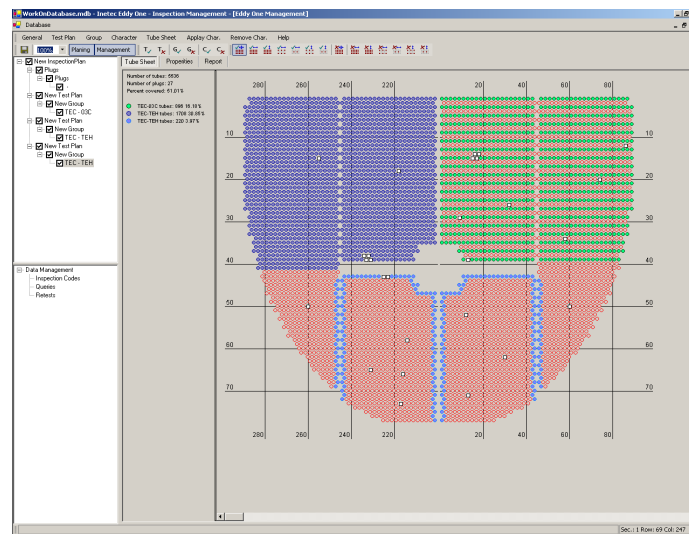 WorkOnDatabase.mdb - Inetec Eddy One - Inspection Management - [Eddy One Management]
Database
General Test Plan Group Character Tube Sheet Applay Char. Remove Char. Help
100% Planing Management
New InspectionPlan
Plugs
Plugs
-
New Test Plan
New Group
TEC - 03C
New Test Plan
New Group
TEC - TEH
New Test Plan
New Group
TEC - TEH
Data Management
Inspection Codes
Queries
Retests
Tube Sheet Properties Report
Number of tubes: 5536
Number of plugs: 27
Percent covered: 51.01%
TEC-03C tubes: 896 16.18%
TEC-TEH tubes: 1708 30.85%
TEC-TEH tubes: 220 3.97%
280 260 240 220 20 40 60 80
10 10
20 20
30 30
40 40
50 50
60 60
70 70
280 260 240 220 20 40 60 80
Sec.: 1 Row: 69 Col: 247